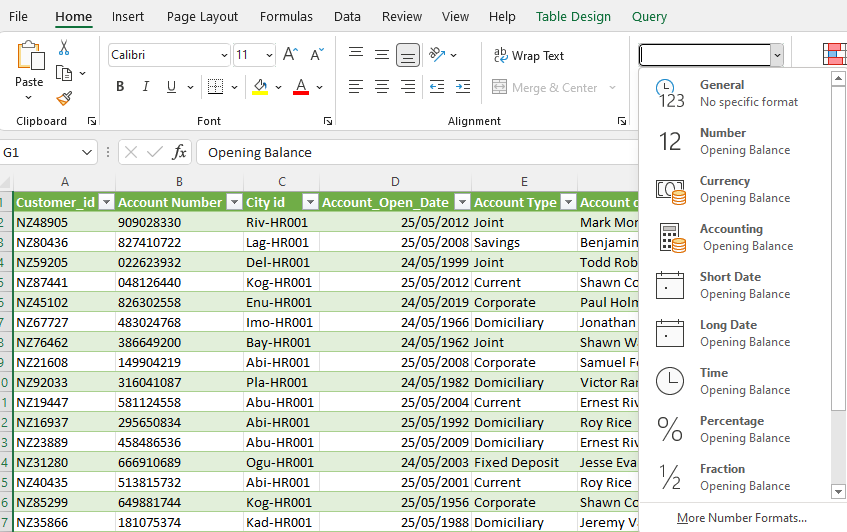 File Home Insert Page Layout Formulas Data Review View Help Table Design Query
Paste
Calibri 11 A A
B I U A
ab Wrap Text
Merge & Center
Clipboard Font Alignment
General
No specific format
123
Number
Opening Balance
12
Currency
Opening Balance
Accounting
Opening Balance
Short Date
Opening Balance
Long Date
Opening Balance
Time
Opening Balance
Percentage
Opening Balance
%
Fraction
Opening Balance
1/2
More Number Formats...
G1 fx Opening Balance
A B C D E
1 Customer_id Account Number City id Account_Open_Date Account Type Account o
2 NZ48905 909028330 Riv-HR001 25/05/2012 Joint Mark Mor
3 NZ80436 827410722 Lag-HR001 25/05/2008 Savings Benjamin
4 NZ59205 022623932 Del-HR001 24/05/1999 Joint Todd Rob
5 NZ87441 048126440 Kog-HR001 25/05/2012 Current Shawn Co
6 NZ45102 826302558 Enu-HR001 24/05/2019 Corporate Paul Holm
7 NZ67727 483024768 Imo-HR001 24/05/1966 Domiciliary Jonathan
8 NZ76462 386649200 Bay-HR001 24/05/1962 Joint Shawn W
9 NZ21608 149904219 Abi-HR001 25/05/2008 Corporate Samuel F
0 NZ92033 316041087 Pla-HR001 24/05/1982 Domiciliary Victor Ran
1 NZ19447 581124558 Abu-HR001 25/05/2004 Current Ernest Riv
2 NZ16937 295650834 Abi-HR001 25/05/1992 Domiciliary Roy Rice
3 NZ23889 458486536 Abu-HR001 25/05/2009 Domiciliary Ernest Riv
4 NZ31280 666910689 Ogu-HR001 24/05/2003 Fixed Deposit Jesse Eva
5 NZ40435 513815732 Abi-HR001 25/05/2001 Current Roy Rice
6 NZ85299 649881744 Kog-HR001 25/05/1956 Corporate Shawn Co
7 NZ35866 181075374 Kad-HR001 25/05/1988 Domiciliary Jeremy V